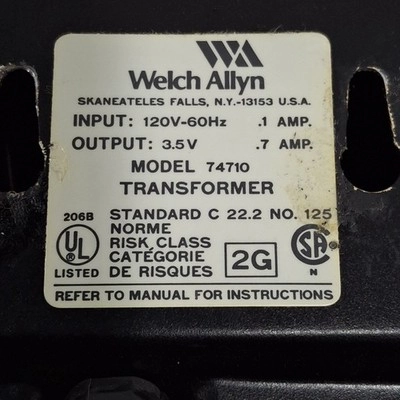 WA
Welch Allyn
SKANEATELES FALLS, N.Y.-13153 U.S.A.
INPUT: 120V-60Hz .1 AMP.
OUTPUT: 3.5V .7 AMP.
MODEL 74710
TRANSFORMER
206B
UL
LISTED
STANDARD C 22.2 NO. 125
NORME
RISK CLASS
CATÉGORIE
DE RISQUES
2G
SA
N
REFER TO MANUAL FOR INSTRUCTIONS